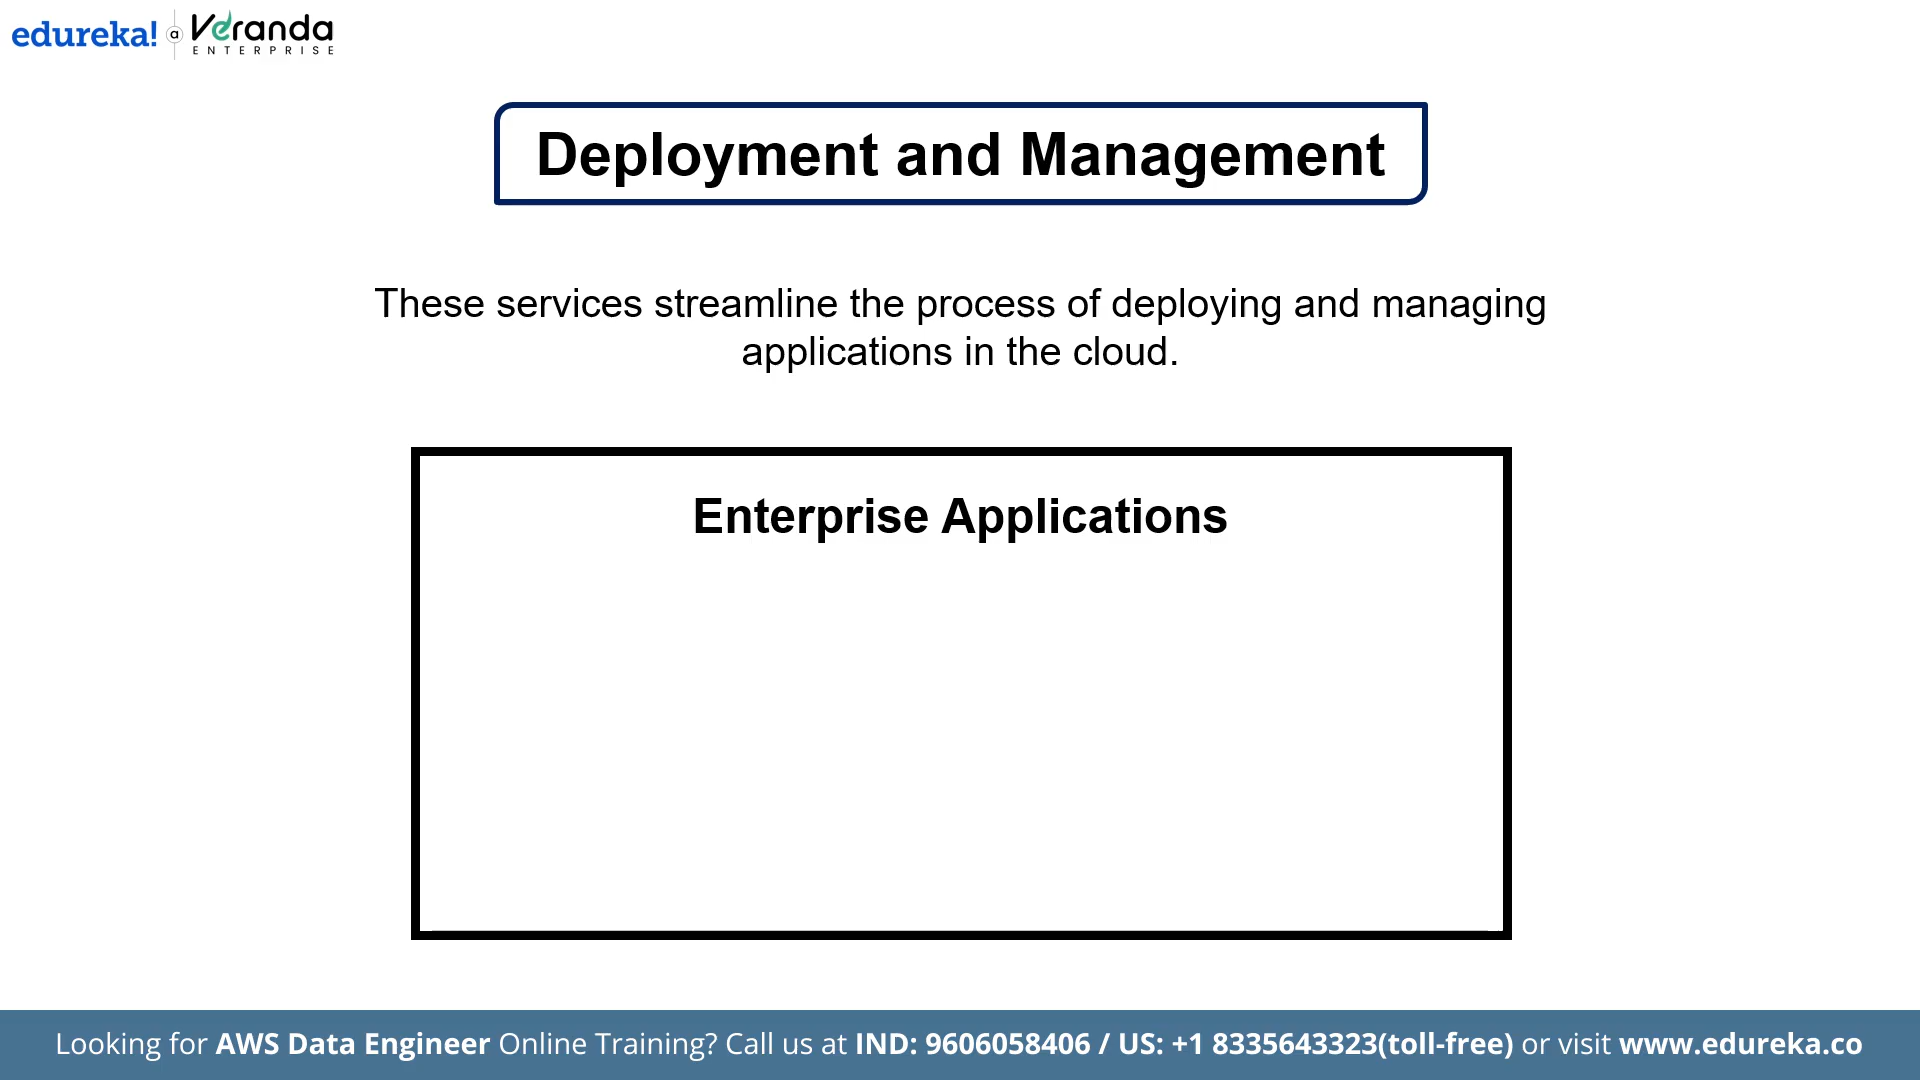 edureka! a Veranda
ENTERPRISE
Deployment and Management
These services streamline the process of deploying and managing
applications in the cloud.
Enterprise Applications
Looking for AWS Data Engineer Online Training? Call us at IND: 9606058406 / US: +1 8335643323(toll-free) or visit www.edureka.co